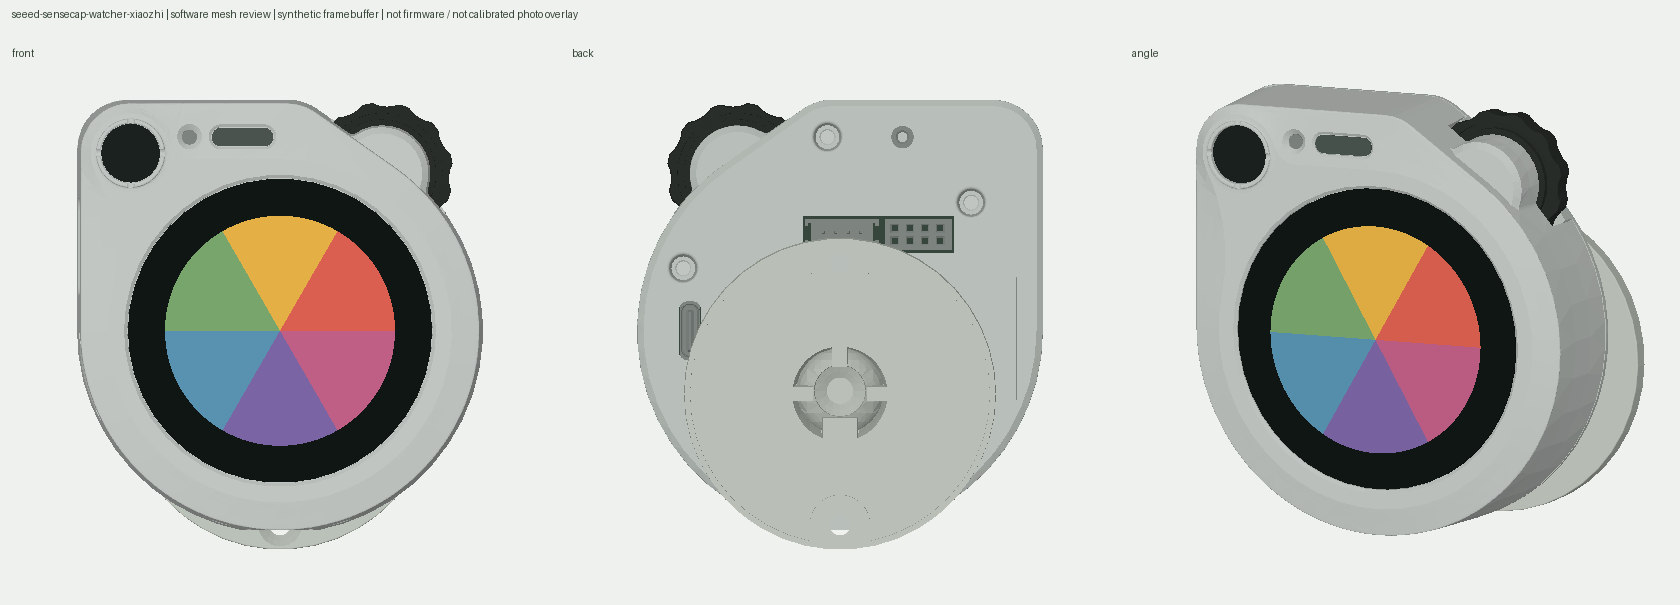 seeed-sensecap-watcher-xiaozhi | software mesh review | synthetic framebuffer | not firmware / not calibrated photo overlay
front
back
angle